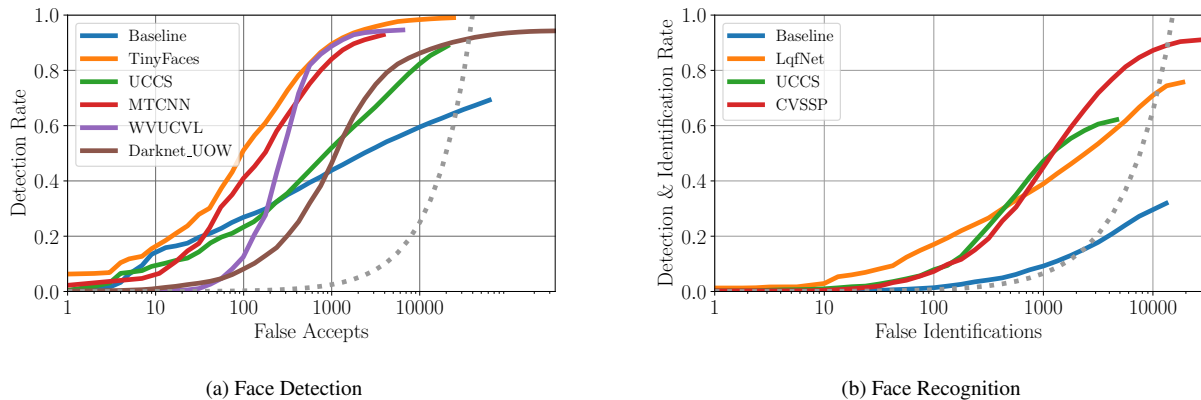 1.0
0.8
0.6
0.4
0.2
0.0
Detection Rate
Baseline
TinyFaces
UCCS
MTCNN
WVUCVL
Darknet_UOW
1 10 100 1000 10000
False Accepts
(a) Face Detection
1.0
0.8
0.6
0.4
0.2
0.0
Detection & Identification Rate
Baseline
LqfNet
UCCS
CVSSP
1 10 100 1000 10000
False Identifications
(b) Face Recognition